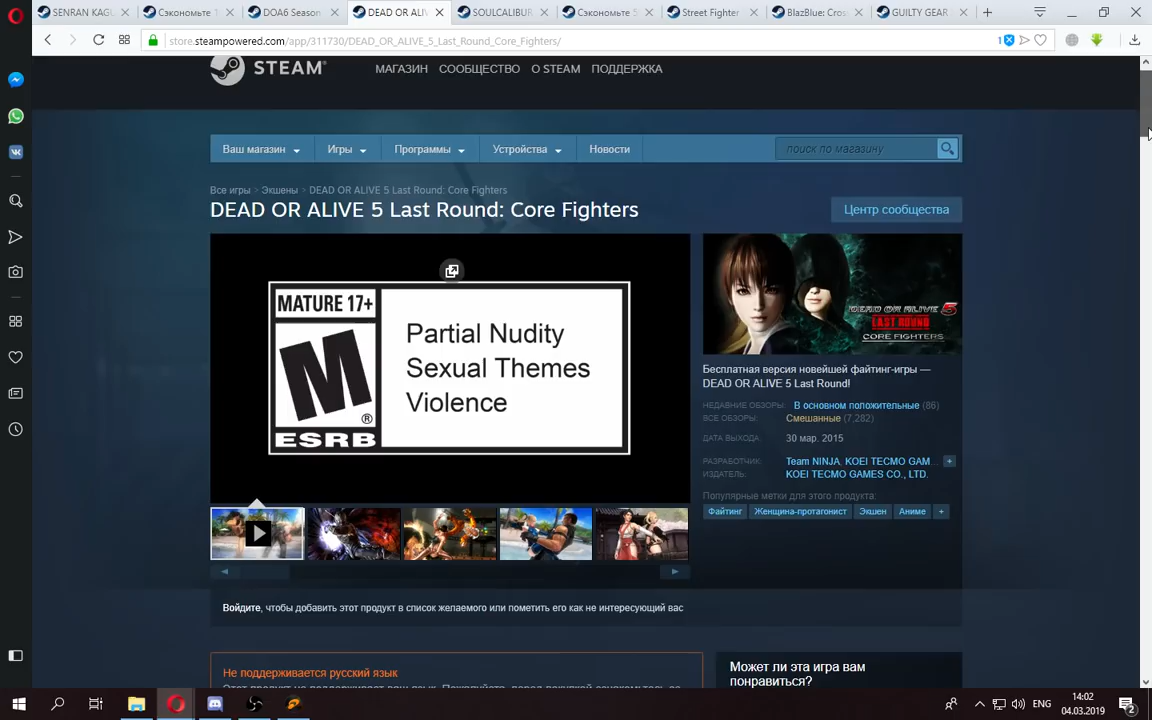 SENRAN KAGU
Сэкономьте 1
DOA6 Season
DEAD OR ALIV
SOULCALIBUR
Сэкономьте 5
Street Fighter
BlazBlue: Cros
GUILTY GEAR
store.steampowered.com/app/311730/DEAD_OR_ALIVE_5_Last_Round_Core_Fighters/
1
STEAM®
МАГАЗИН СООБЩЕСТВО О STEAM ПОДДЕРЖКА
Ваш магазин Игры Программы Устройства Новости
поиск по магазину
Все игры > Экшены > DEAD OR ALIVE 5 Last Round: Core Fighters
DEAD OR ALIVE 5 Last Round: Core Fighters
Центр сообщества
MATURE 17+
M
ESRB
Partial Nudity
Sexual Themes
Violence
DEAD OR ALIVE 5
LAST ROUND
CORE FIGHTERS
Бесплатная версия новейшей файтинг-игры —
DEAD OR ALIVE 5 Last Round!
НЕДАВНИЕ ОБЗОРЫ: В основном положительные (86)
ВСЕ ОБЗОРЫ: Смешанные (7,282)
ДАТА ВЫХОДА: 30 мар. 2015
РАЗРАБОТЧИК: Team NINJA, KOEI TECMO GAM... +
ИЗДАТЕЛЬ: KOEI TECMO GAMES CO., LTD.
Популярные метки для этого продукта:
Файтинг Женщина-протагонист Экшен Аниме +
Войдите, чтобы добавить этот продукт в список желаемого или пометить его как не интересующий вас
Не поддерживается русский язык
Может ли эта игра вам
понравиться?
ENG
14:02
04.03.2019
2